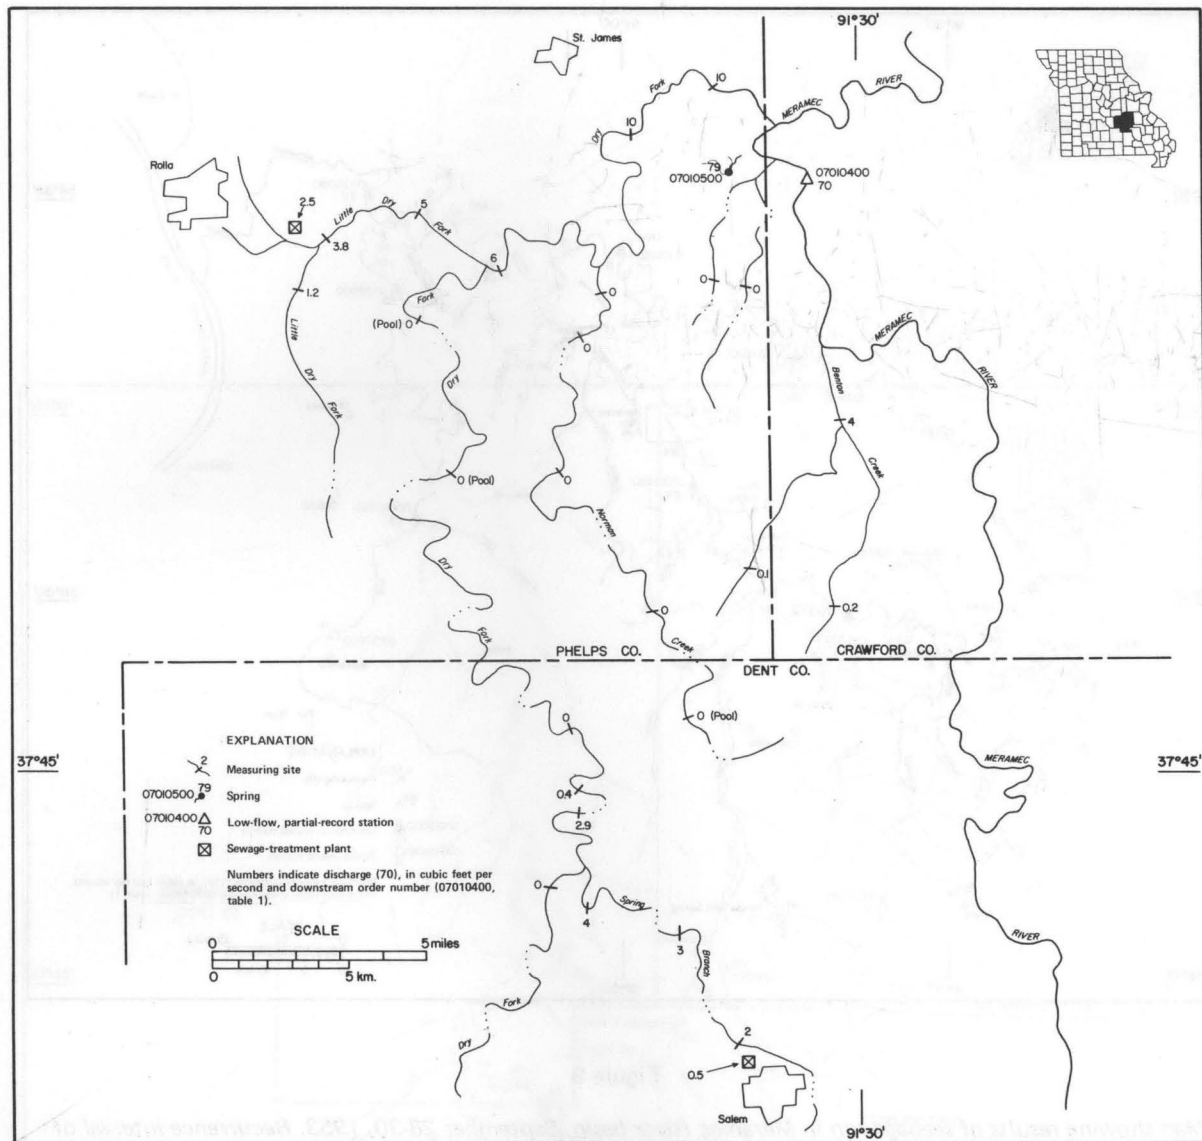 91°30'
St. James
Fork
10
RIVER
MERAMEC
10
Dry
Rolla
79
07010500
07010400
70
2.5
Little
Dry
5
Fork
3.8
6
0
0
0
1.2
Fork
(Pool) 0
0
Little
MERAMEC
RIVER
Dry
Dry
Benton
Fork
4
Creek
0 (Pool)
0
Norman
Dry
0.1
0.2
0
Fork
Creek
PHELPS CO.
CRAWFORD CO.
DENT CO.
0 (Pool)
0
EXPLANATION
37°45'
37°45'
2
Measuring site
MERAMEC
79
07010500
Spring
0.4
07010400
70
Low-flow, partial-record station
2.9
Sewage-treatment plant
Numbers indicate discharge (70), in cubic feet per
second and downstream order number (07010400,
table 1).
0
4
Spring
SCALE
0
5 miles
0
5 km.
3
Branch
RIVER
Fork
Dry
2
0.5
Salem
91°30'